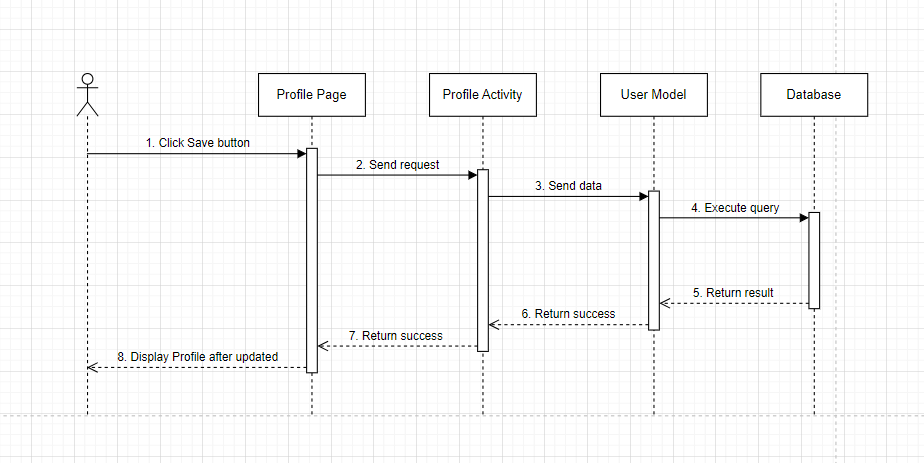 Profile Page
Profile Activity
User Model
Database
1. Click Save button
2. Send request
3. Send data
4. Execute query
5. Return result
6. Return success
7. Return success
8. Display Profile after updated